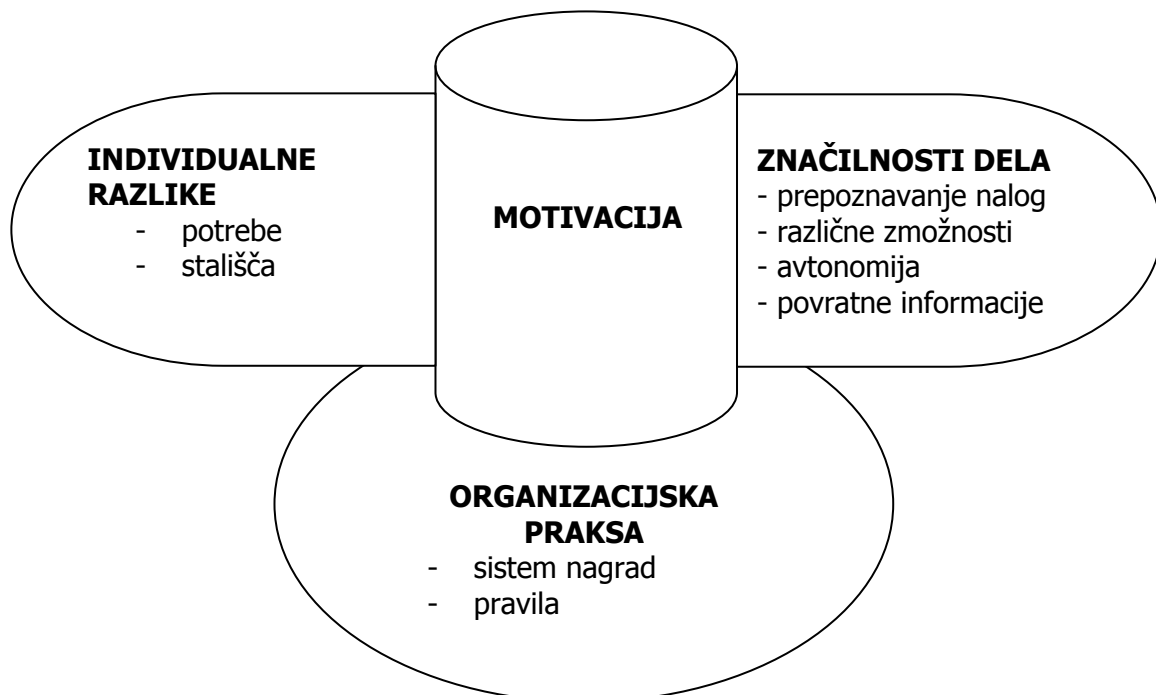 INDIVIDUALNE
RAZLIKE
- potrebe
- stališča
MOTIVACIJA
ZNAČILNOSTI DELA
- prepoznavanje nalog
- različne zmožnosti
- avtonomija
- povratne informacije
ORGANIZACIJSKA
PRAKSA
- sistem nagrad
- pravila